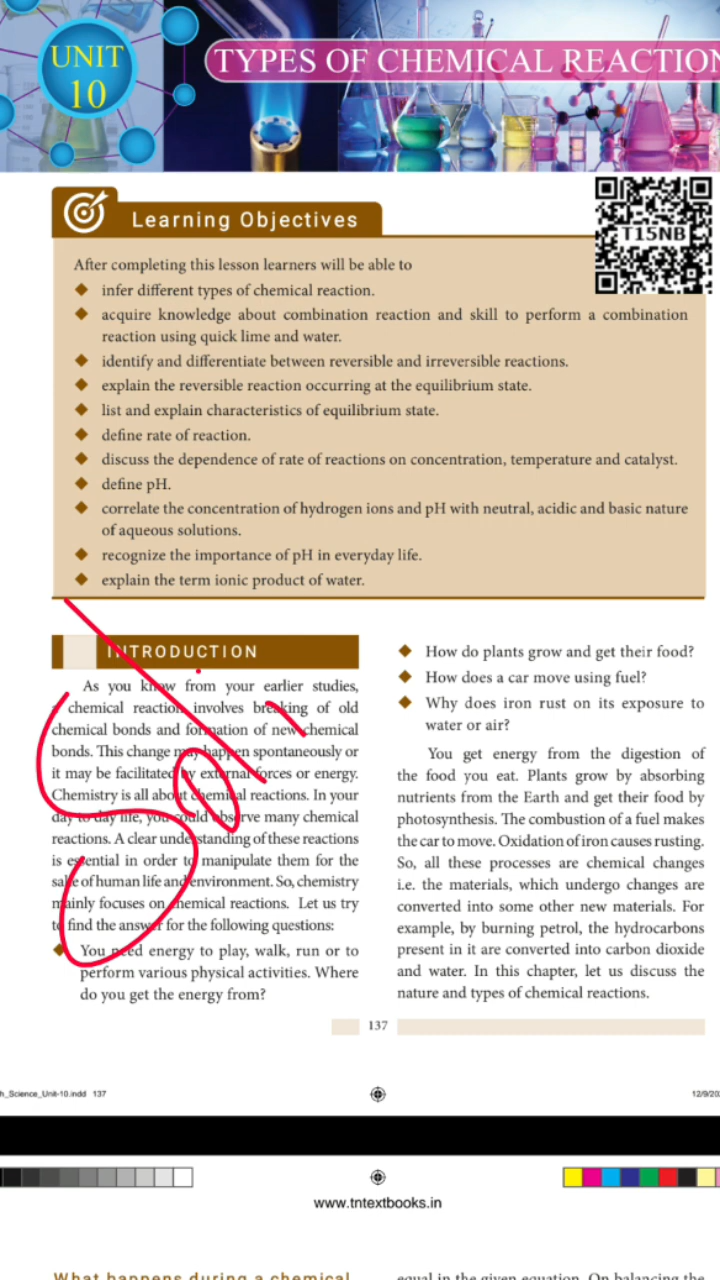 UNIT
10
TYPES OF CHEMICAL REACTION
Learning Objectives
T15NB
After completing this lesson learners will be able to
◆ infer different types of chemical reaction.
◆ acquire knowledge about combination reaction and skill to perform a combination
reaction using quick lime and water.
◆ identify and differentiate between reversible and irreversible reactions.
◆ explain the reversible reaction occurring at the equilibrium state.
◆ list and explain characteristics of equilibrium state.
◆ define rate of reaction.
◆ discuss the dependence of rate of reactions on concentration, temperature and catalyst.
◆ define pH.
◆ correlate the concentration of hydrogen ions and pH with neutral, acidic and basic nature
of aqueous solutions.
◆ recognize the importance of pH in everyday life.
◆ explain the term ionic product of water.
INTRODUCTION
As you know from your earlier studies,
a chemical reaction involves breaking of old
chemical bonds and formation of new chemical
bonds. This change may happen spontaneously or
it may be facilitated by external forces or energy.
Chemistry is all about chemical reactions. In your
day to day life, you could observe many chemical
reactions. A clear understanding of these reactions
is essential in order to manipulate them for the
sake of human life and environment. So, chemistry
mainly focuses on chemical reactions. Let us try
to find the answer for the following questions:
◆ You need energy to play, walk, run or to
perform various physical activities. Where
do you get the energy from?
◆ How do plants grow and get their food?
◆ How does a car move using fuel?
◆ Why does iron rust on its exposure to
water or air?
You get energy from the digestion of
the food you eat. Plants grow by absorbing
nutrients from the Earth and get their food by
photosynthesis. The combustion of a fuel makes
the car to move. Oxidation of iron causes rusting.
So, all these processes are chemical changes
i.e. the materials, which undergo changes are
converted into some other new materials. For
example, by burning petrol, the hydrocarbons
present in it are converted into carbon dioxide
and water. In this chapter, let us discuss the
nature and types of chemical reactions.
137
h_Science_Unit-10.indd 137
12/9/202
www.tntextbooks.in
What happens during a chemical
equal in the given equation. On balancing the